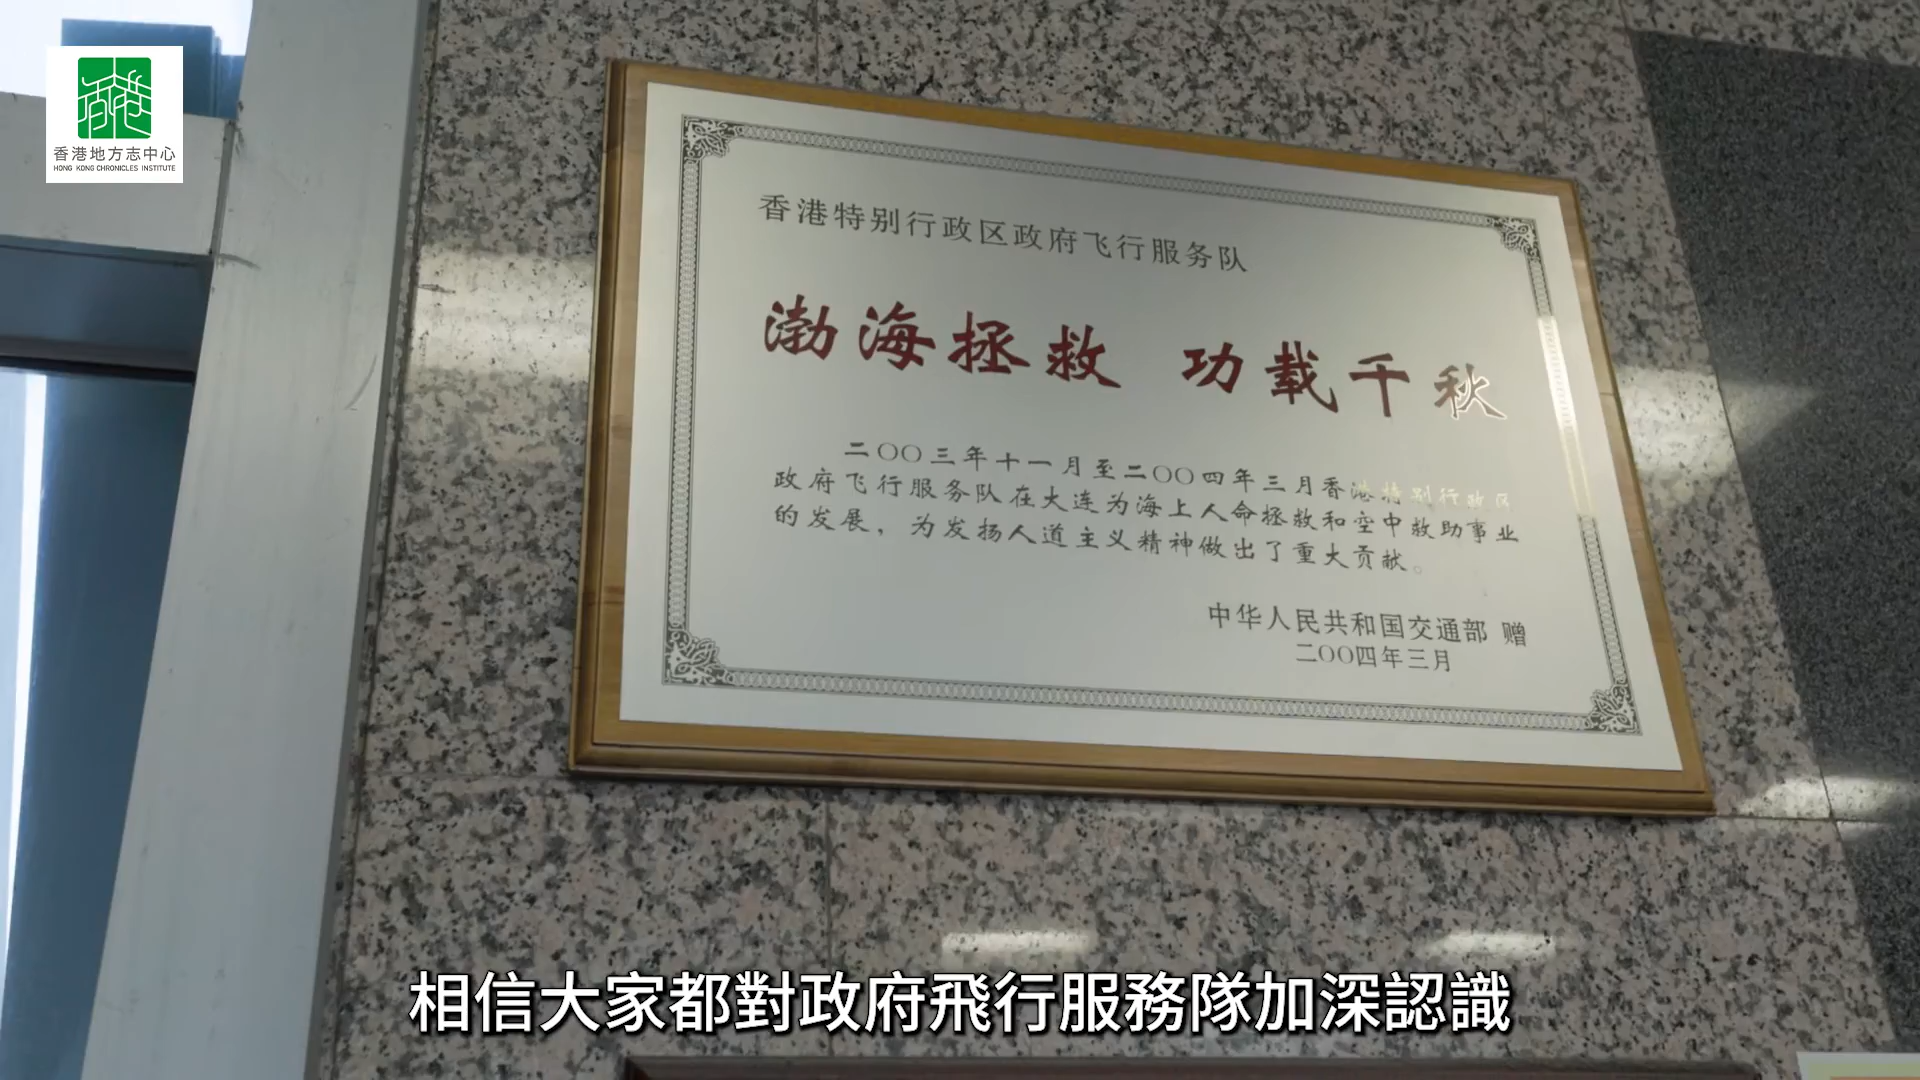 香港地方志中心
HONG KONG CHRONICLES INSTITUTE
香港特别行政区政府飞行服务队
渤海拯救 功载千秋
二〇〇三年十一月至二〇〇四年三月香港特别行政区
政府飞行服务队在大连为海上人命拯救和空中救助事业
的发展，为发扬人道主义精神做出了重大贡献。
中华人民共和国交通部 赠
二〇〇四年三月
相信大家都對政府飛行服務隊加深認識